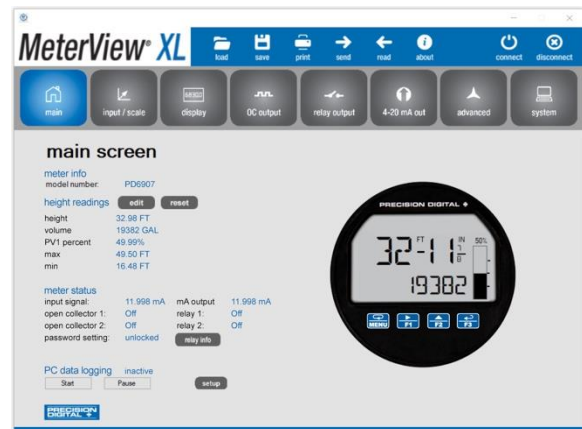 MeterView® XL
load save print send read about connect disconnect
main input / scale display OC output relay output 4-20 mA out advanced system
main screen
meter info
model number: PD6907
height readings edit reset
height 32.98 FT
volume 19382 GAL
PV1 percent 49.99%
max 49.50 FT
min 16.48 FT
meter status
input signal: 11.998 mA mA output 11.998 mA
open collector 1: Off relay 1: Off
open collector 2: Off relay 2: Off
password setting: unlocked relay info
PC data logging inactive
Start Pause setup
PRECISION
DIGITAL
PRECISION DIGITAL
32 FT -11 IN 50%
19382
MENU F1 F2 F3